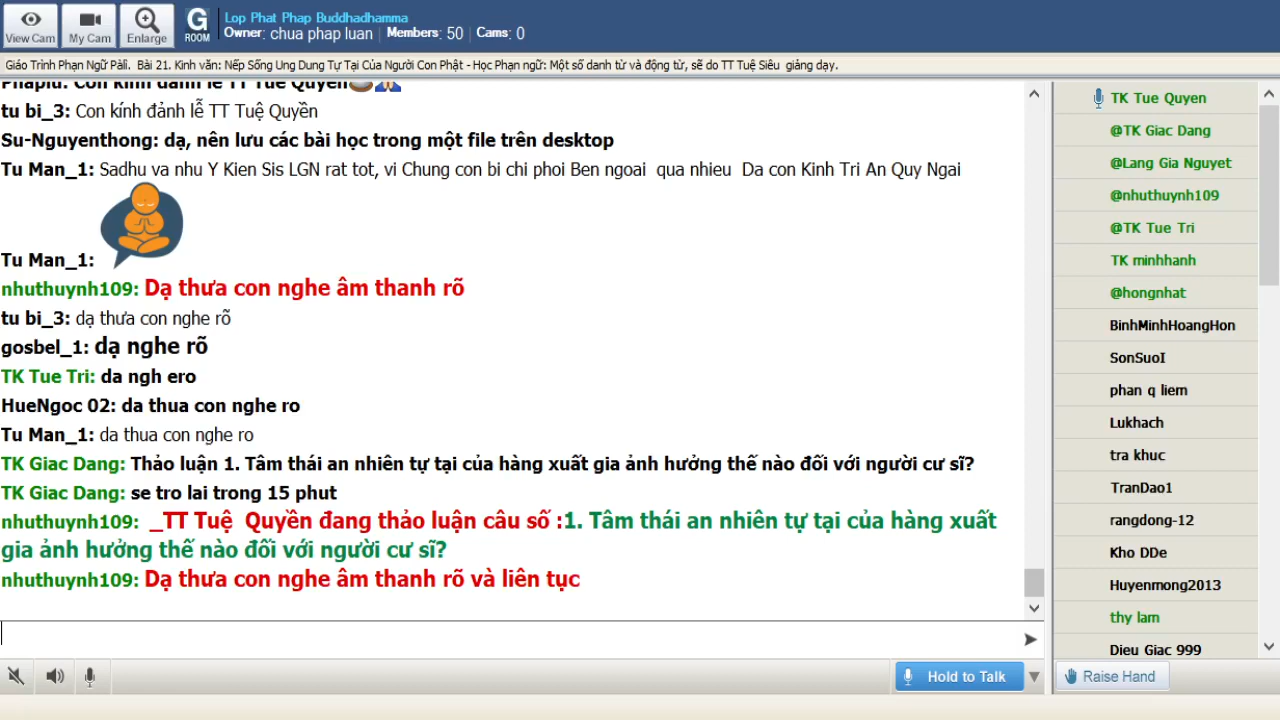 View Cam
My Cam
Enlarge
G
ROOM
Lop Phat Phap Buddhadhamma
Owner: chua phap luan Members: 50 Cams: 0
Giáo Trình Phạn Ngữ Pàli. Bài 21. Kinh văn: Nếp Sống Ung Dung Tự Tại Của Người Con Phật - Học Phạn ngữ: Một số danh từ và động từ, sẽ do TT Tuệ Siêu giảng dạy.
Phapiu: Con kính đảnh lễ TT Tuệ Quyền
tu bi_3: Con kính đảnh lễ TT Tuệ Quyền
Su-Nguyenthong: dạ, nên lưu các bài học trong một file trên desktop
Tu Man_1: Sadhu va nhu Y Kien Sis LGN rat tot, vi Chung con bi chi phoi Ben ngoai qua nhieu Da con Kinh Tri An Quy Ngai
Tu Man_1:
nhuthuynh109: Dạ thưa con nghe âm thanh rõ
tu bi_3: dạ thưa con nghe rõ
gosbel_1: dạ nghe rõ
TK Tue Tri: da ngh ero
HueNgoc 02: da thua con nghe ro
Tu Man_1: da thua con nghe ro
TK Giac Dang: Thảo luận 1. Tâm thái an nhiên tự tại của hàng xuất gia ảnh hưởng thế nào đối với người cư sĩ?
TK Giac Dang: se tro lai trong 15 phut
nhuthuynh109: _TT Tuệ Quyền đang thảo luận câu số :1. Tâm thái an nhiên tự tại của hàng xuất
gia ảnh hưởng thế nào đối với người cư sĩ?
nhuthuynh109: Dạ thưa con nghe âm thanh rõ và liên tục
Hold to Talk
TK Tue Quyen
@TK Giac Dang
@Lang Gia Nguyet
@nhuthuynh109
@TK Tue Tri
TK minhhanh
@hongnhat
BinhMinhHoangHon
SonSuoI
phan q liem
Lukhach
tra khuc
TranDao1
rangdong-12
Kho DDe
Huyenmong2013
thy lam
Dieu Giac 999
Raise Hand